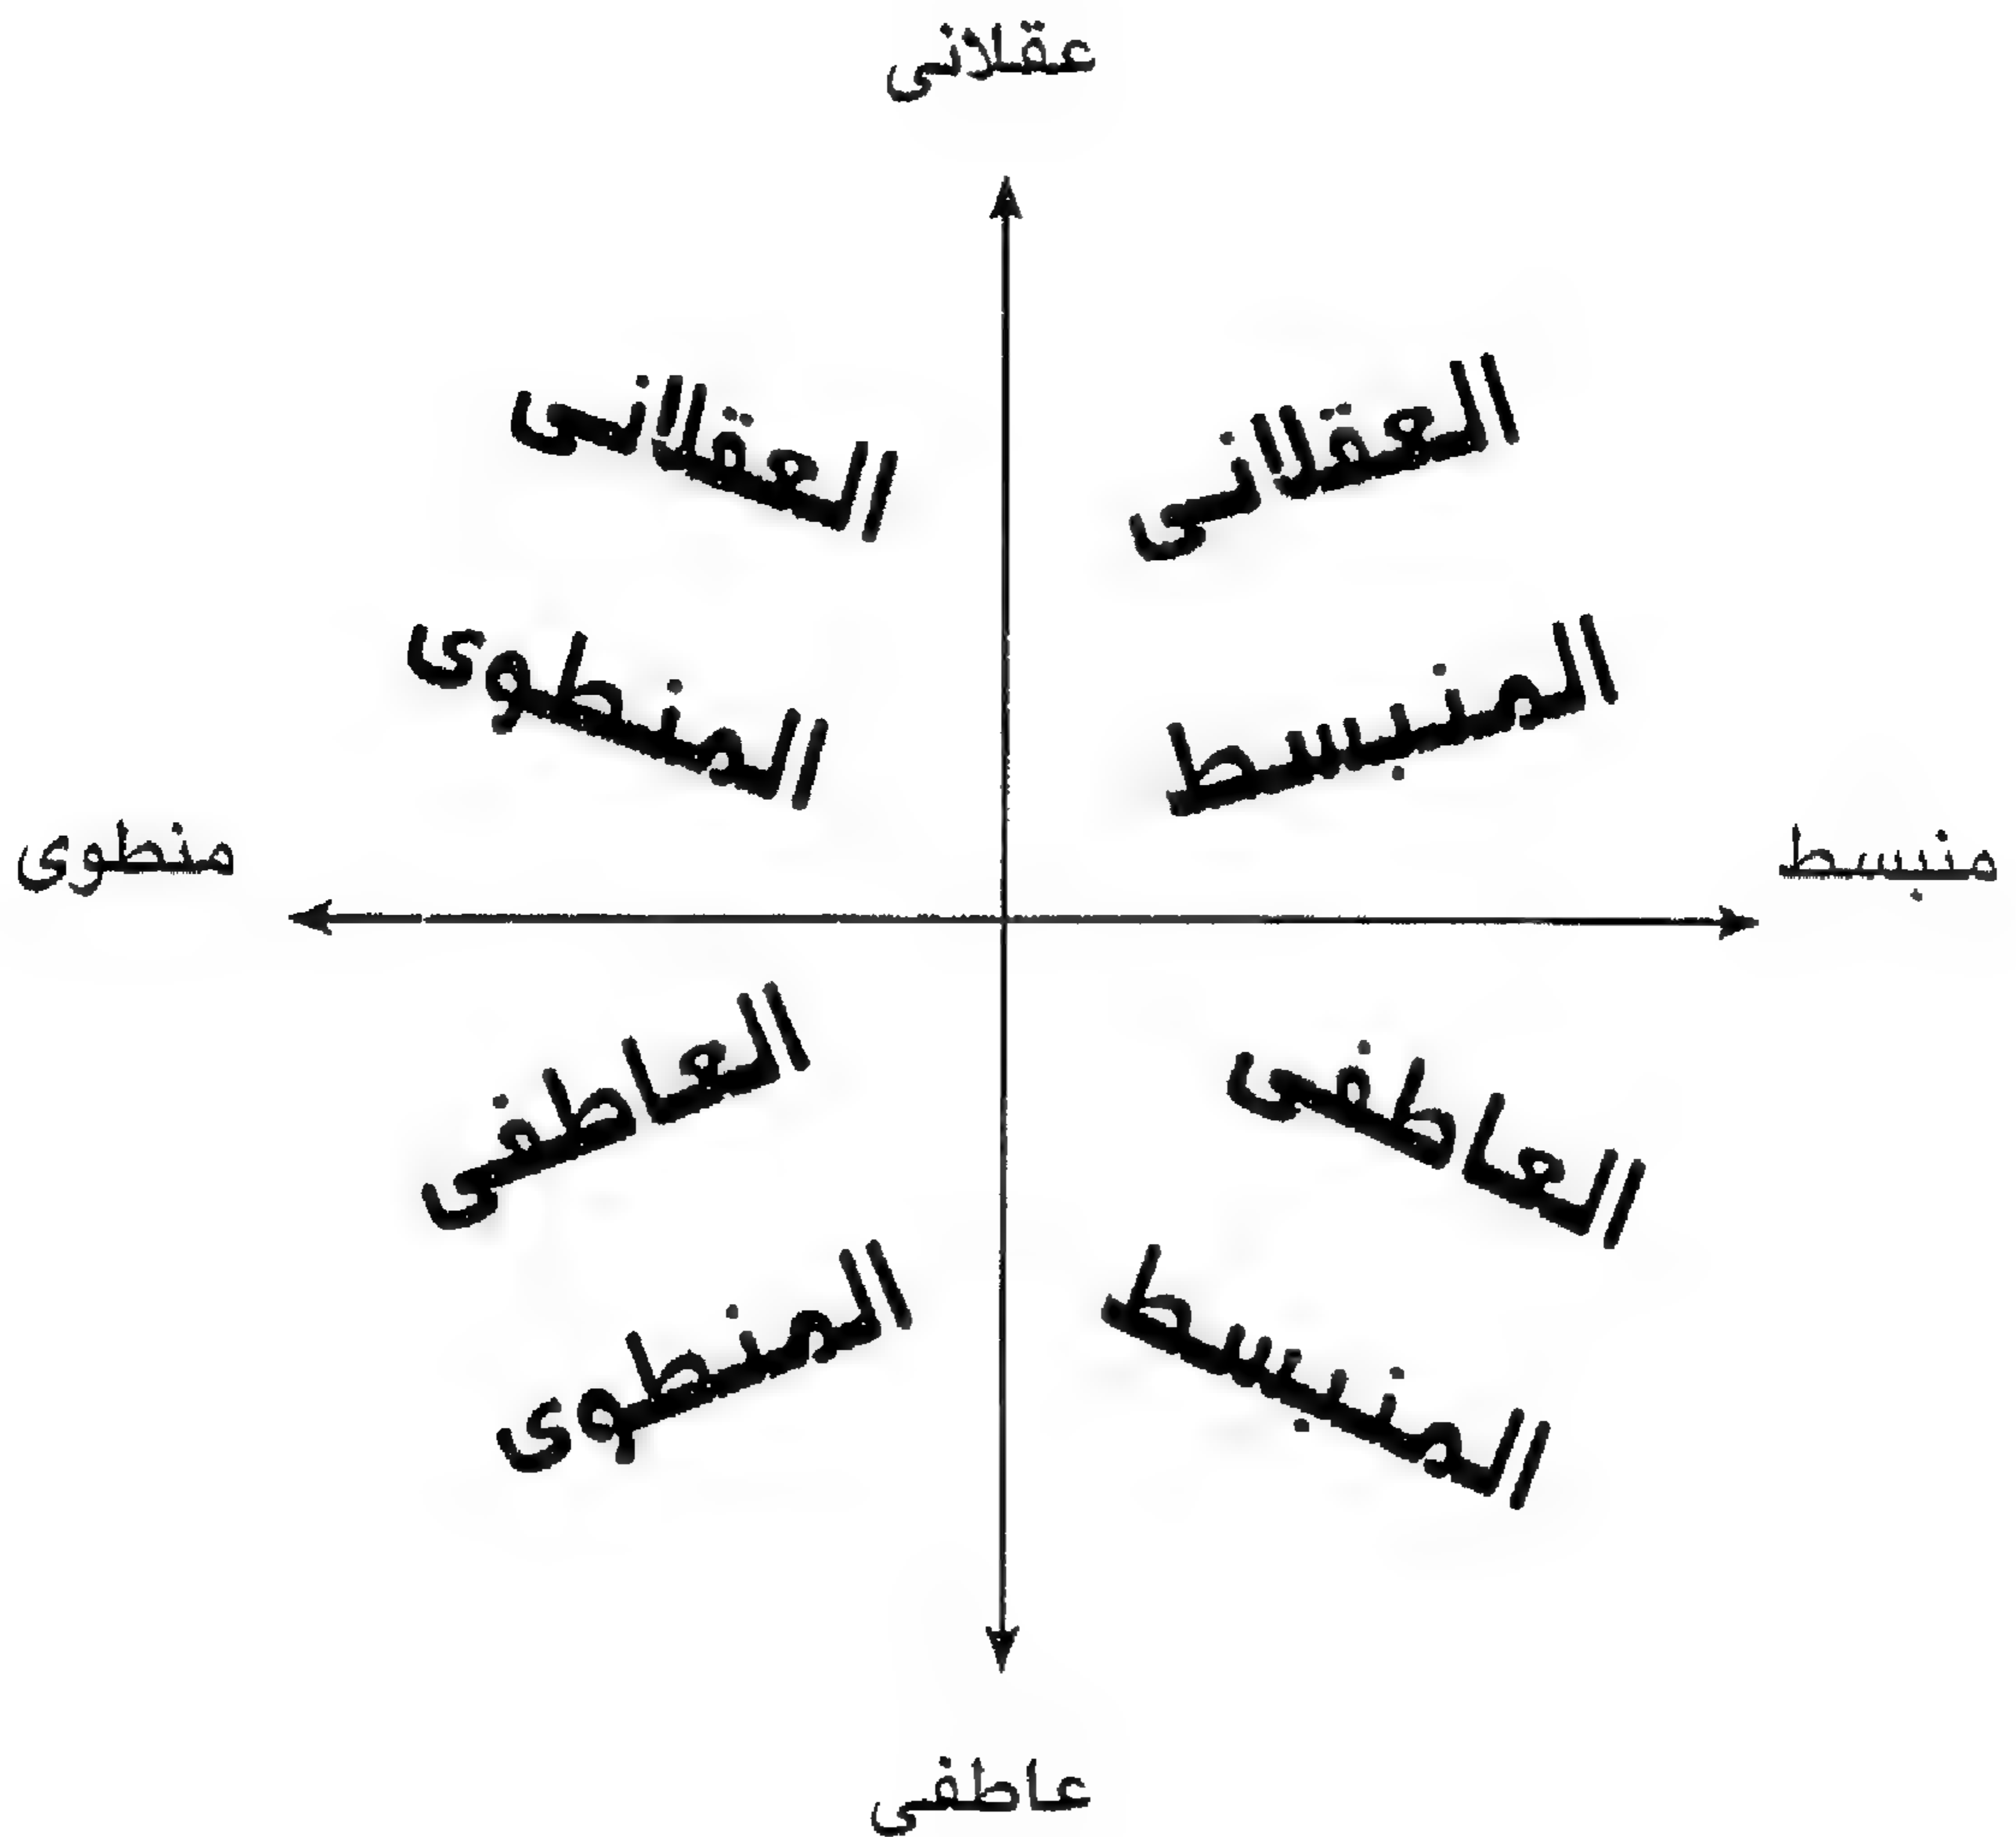 عقلانى
العقلانى
المنبسط
العقلانى
المنطوى
منبسط
منطوى
العاطفى
المنبسط
العاطفى
المنطوى
عاطفى